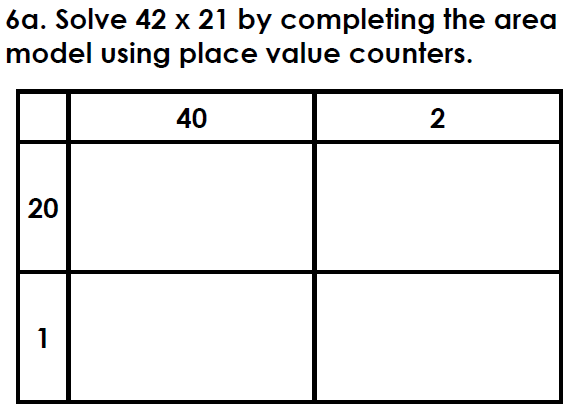 6a. Solve 42 x 21 by completing the area
model using place value counters.
40 2
20
1